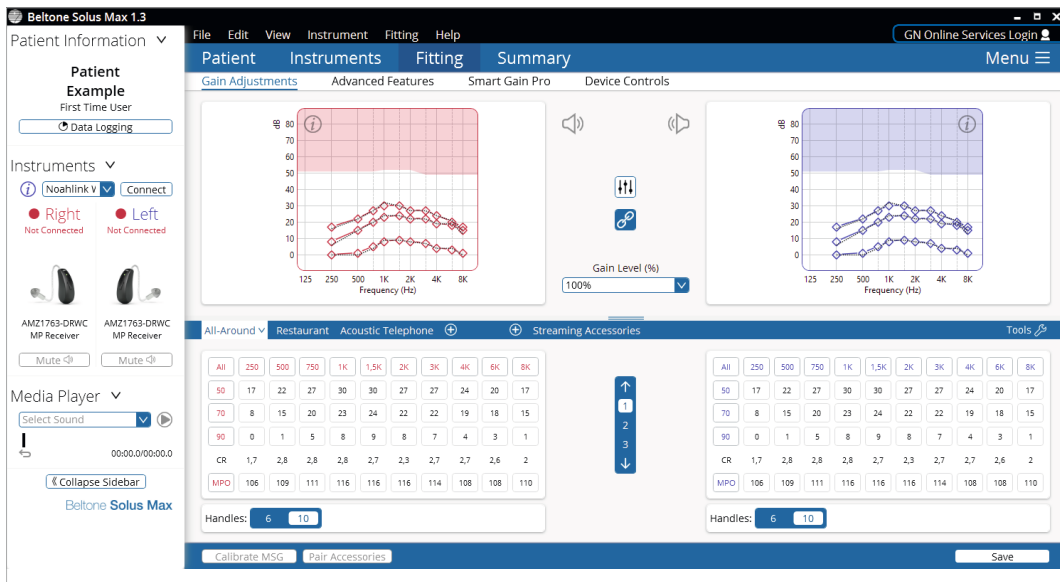 Beltone Solus Max 1.3
Patient Information
Patient
Example
First Time User
Data Logging
Instruments
Noahlink
Connect
Right
Left
Not Connected
Not Connected
AMZ1763-DRWC
MP Receiver
AMZ1763-DRWC
MP Receiver
Mute
Mute
Media Player
Select Sound
00:00.0/00:00.0
Collapse Sidebar
Beltone Solus Max
File Edit View Instrument Fitting Help
GN Online Services Login
Patient Instruments Fitting Summary
Menu
Gain Adjustments Advanced Features Smart Gain Pro Device Controls
dB
80
70
60
50
40
30
20
10
0
125 250 500 1K 2K 4K 8K
Frequency (Hz)
Gain Level (%)
100%
dB
80
70
60
50
40
30
20
10
0
125 250 500 1K 2K 4K 8K
Frequency (Hz)
All-Around Restaurant Acoustic Telephone Streaming Accessories Tools
All 250 500 750 1K 1,5K 2K 3K 4K 6K 8K
50 17 22 27 30 30 27 27 24 20 17
70 8 15 20 23 24 22 22 19 18 15
90 0 1 5 8 9 8 7 4 3 1
CR 1,7 2,8 2,8 2,8 2,7 2,3 2,7 2,7 2,6 2
MPO 106 109 111 116 116 116 114 108 108 110
Handles: 6 10
1
2
3
All 250 500 750 1K 1,5K 2K 3K 4K 6K 8K
50 17 22 27 30 30 27 27 24 20 17
70 8 15 20 23 24 22 22 19 18 15
90 0 1 5 8 9 8 7 4 3 1
CR 1,7 2,8 2,8 2,8 2,7 2,3 2,7 2,7 2,6 2
MPO 106 109 111 116 116 116 114 108 108 110
Handles: 6 10
Calibrate MSG Pair Accessories
Save